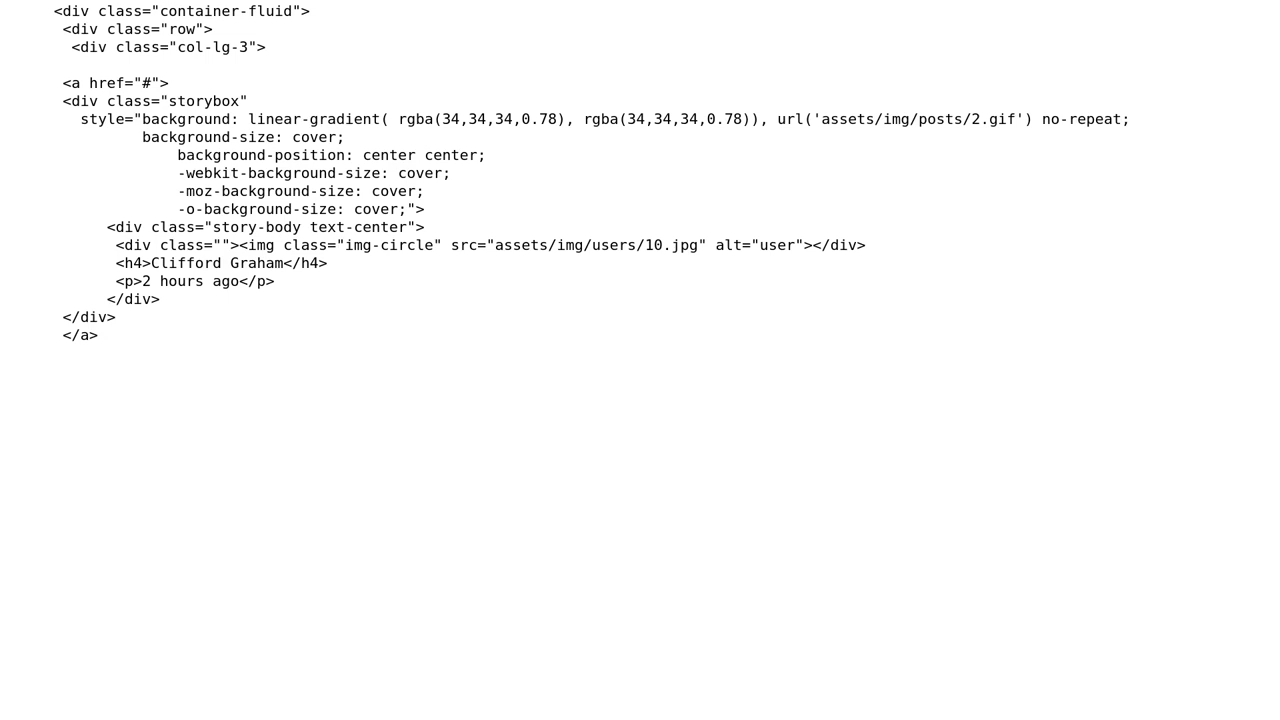 <div class="container-fluid">
<div class="row">
<div class="col-lg-3">
<a href="#">
<div class="storybox"
style="background: linear-gradient( rgba(34,34,34,0.78), rgba(34,34,34,0.78)), url('assets/img/posts/2.gif') no-repeat;
background-size: cover;
background-position: center center;
-webkit-background-size: cover;
-moz-background-size: cover;
-o-background-size: cover;">
<div class="story-body text-center">
<div class=""><img class="img-circle" src="assets/img/users/10.jpg" alt="user"></div>
<h4>Clifford Graham</h4>
<p>2 hours ago</p>
</div>
</div>
</a>